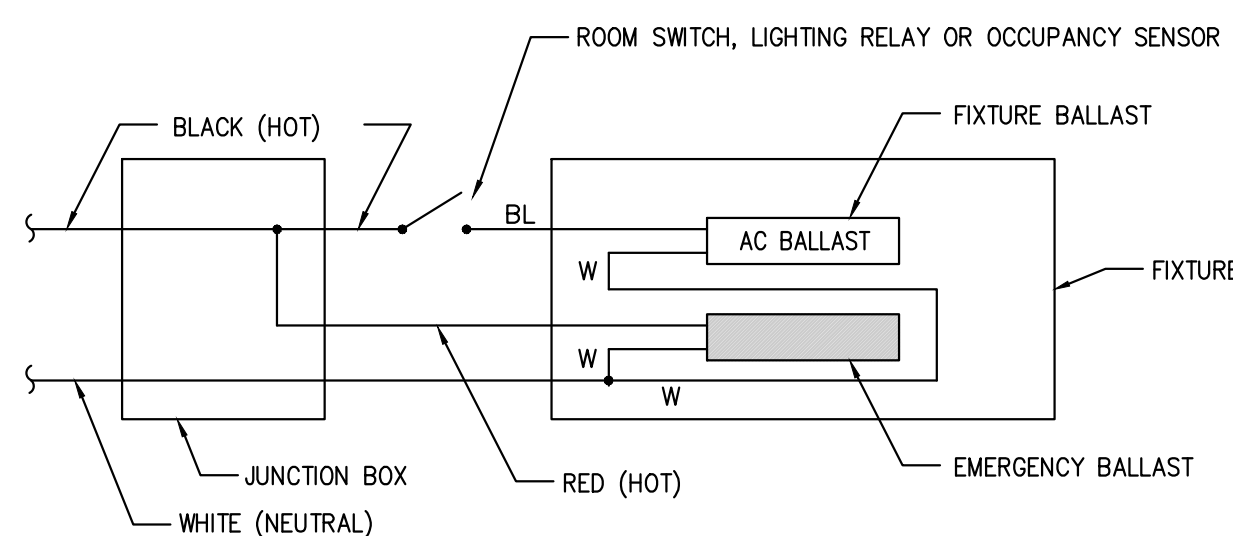 ROOM SWITCH, LIGHTING RELAY OR OCCUPANCY SENSOR
FIXTURE BALLAST
BLACK (HOT)
BL
AC BALLAST
W
FIXTURE
W
W
EMERGENCY BALLAST
JUNCTION BOX
RED (HOT)
WHITE (NEUTRAL)